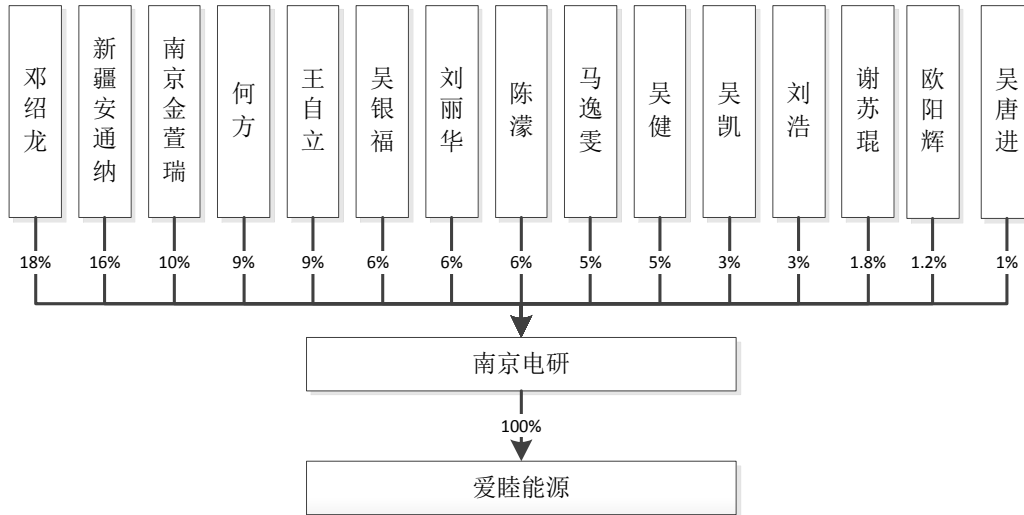 邓绍龙
新疆安通纳
南京金萱瑞
何方
王自立
吴银福
刘丽华
陈濛
马逸雯
吴健
吴凯
刘浩
谢苏琨
欧阳辉
吴唐进
18%
16%
10%
9%
9%
6%
6%
6%
5%
5%
3%
3%
1.8%
1.2%
1%
南京电研
100%
爱睦能源